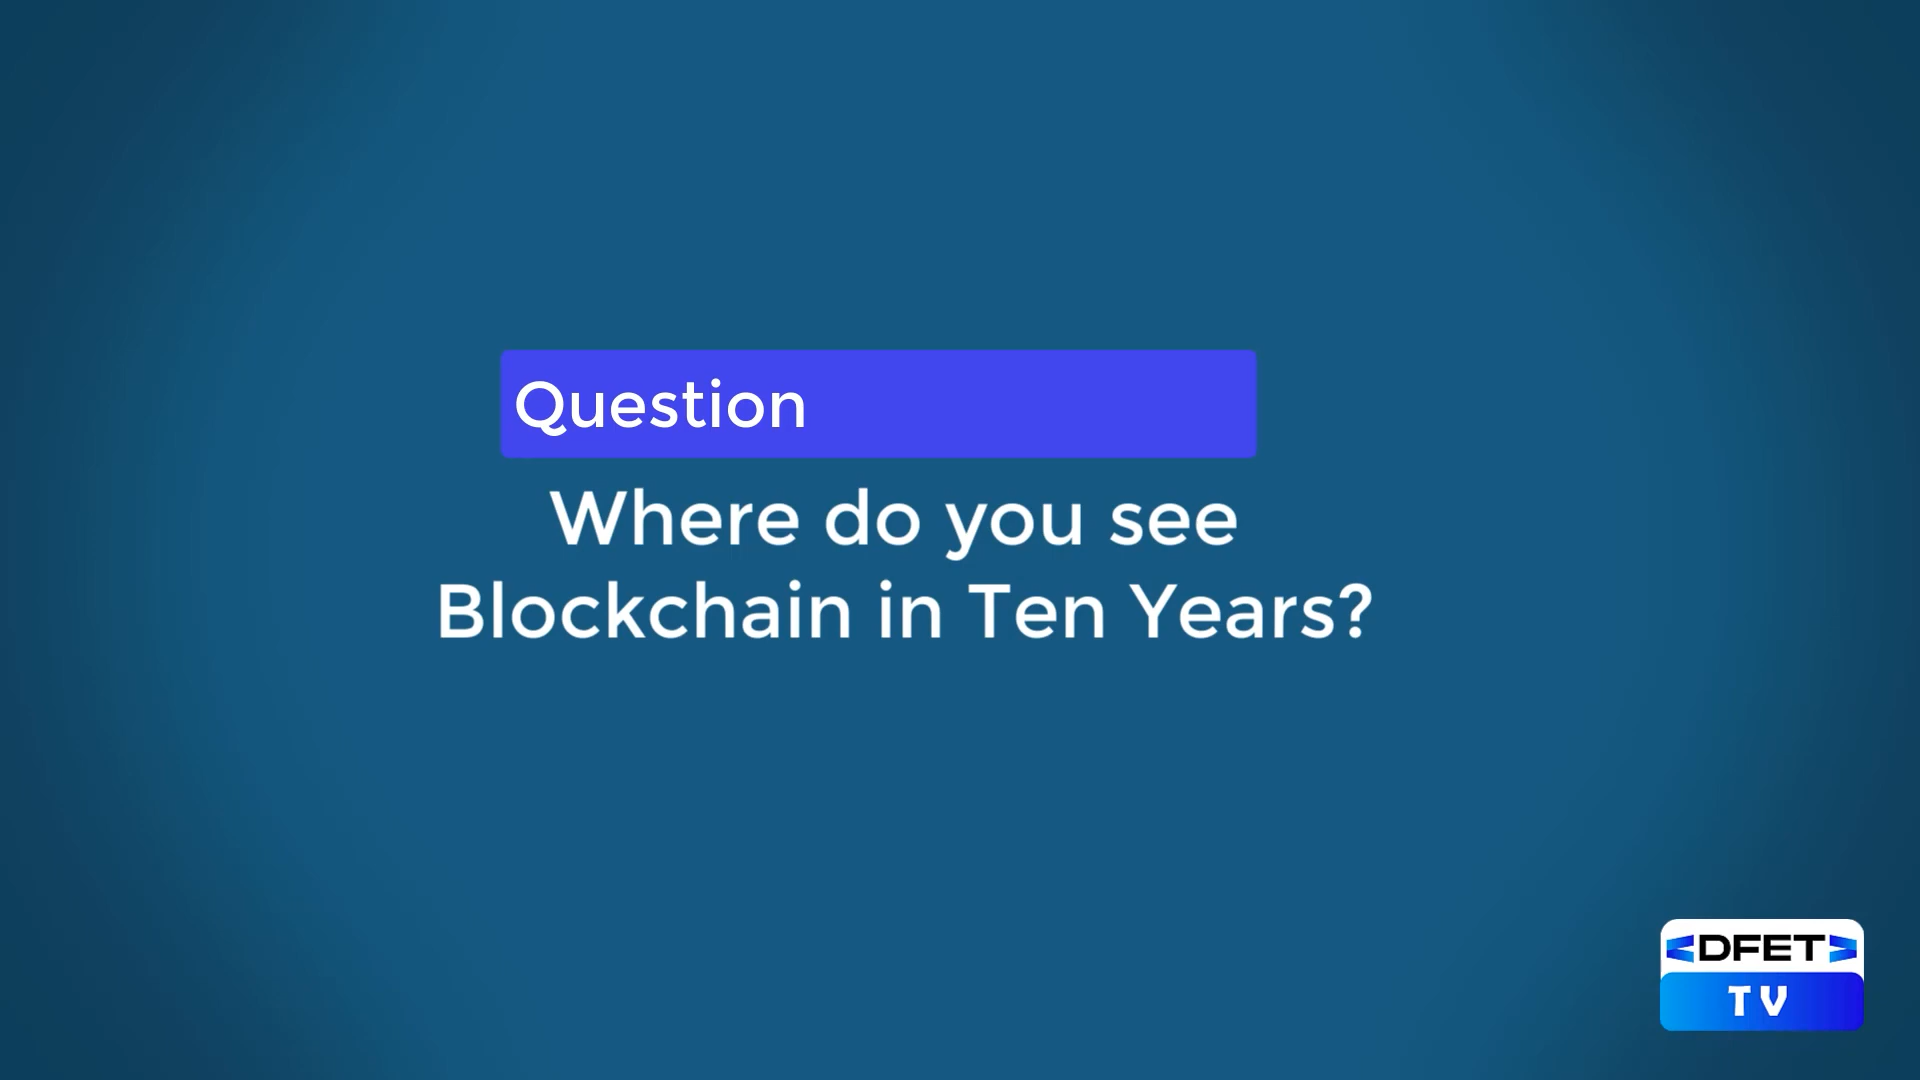 Question
Where do you see
Blockchain in Ten Years?
DFET
TV